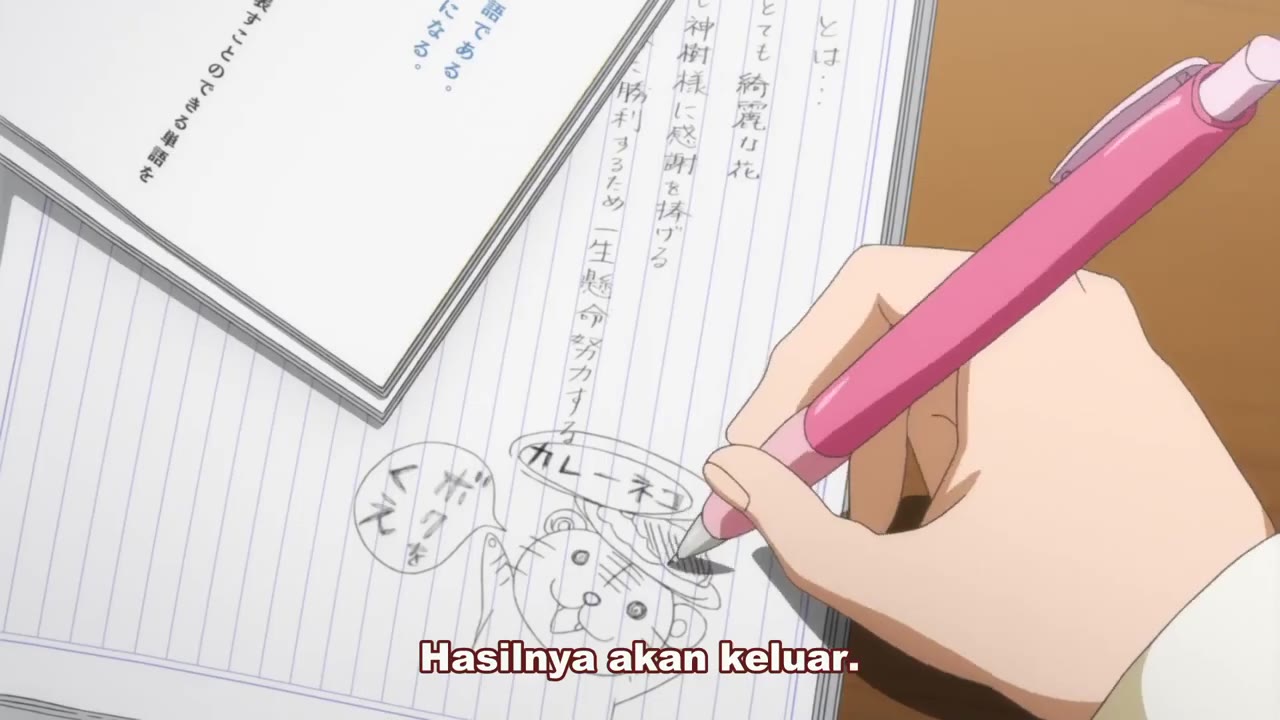 語である。
になる。
表すことのできる単語を
とは…
とても 綺麗な花
神樹様に感謝を捧げる
勝利するため 一生懸命努力する
カレーネコ
ボクを
くえ
Hasilnya akan keluar.